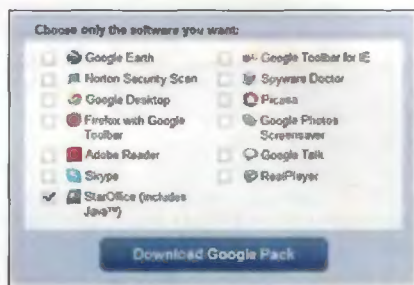 Choose only the software you want:
Google Earth
Norton Security Scan
Google Desktop
Firefox with Google
Toolbar
Adobe Reader
Skype
StarOffice (includes
Java™)
Google Toolbar for IE
Spyware Doctor
Picasa
Google Photos
Screensaver
Google Talk
RealPlayer
Download Google Pack